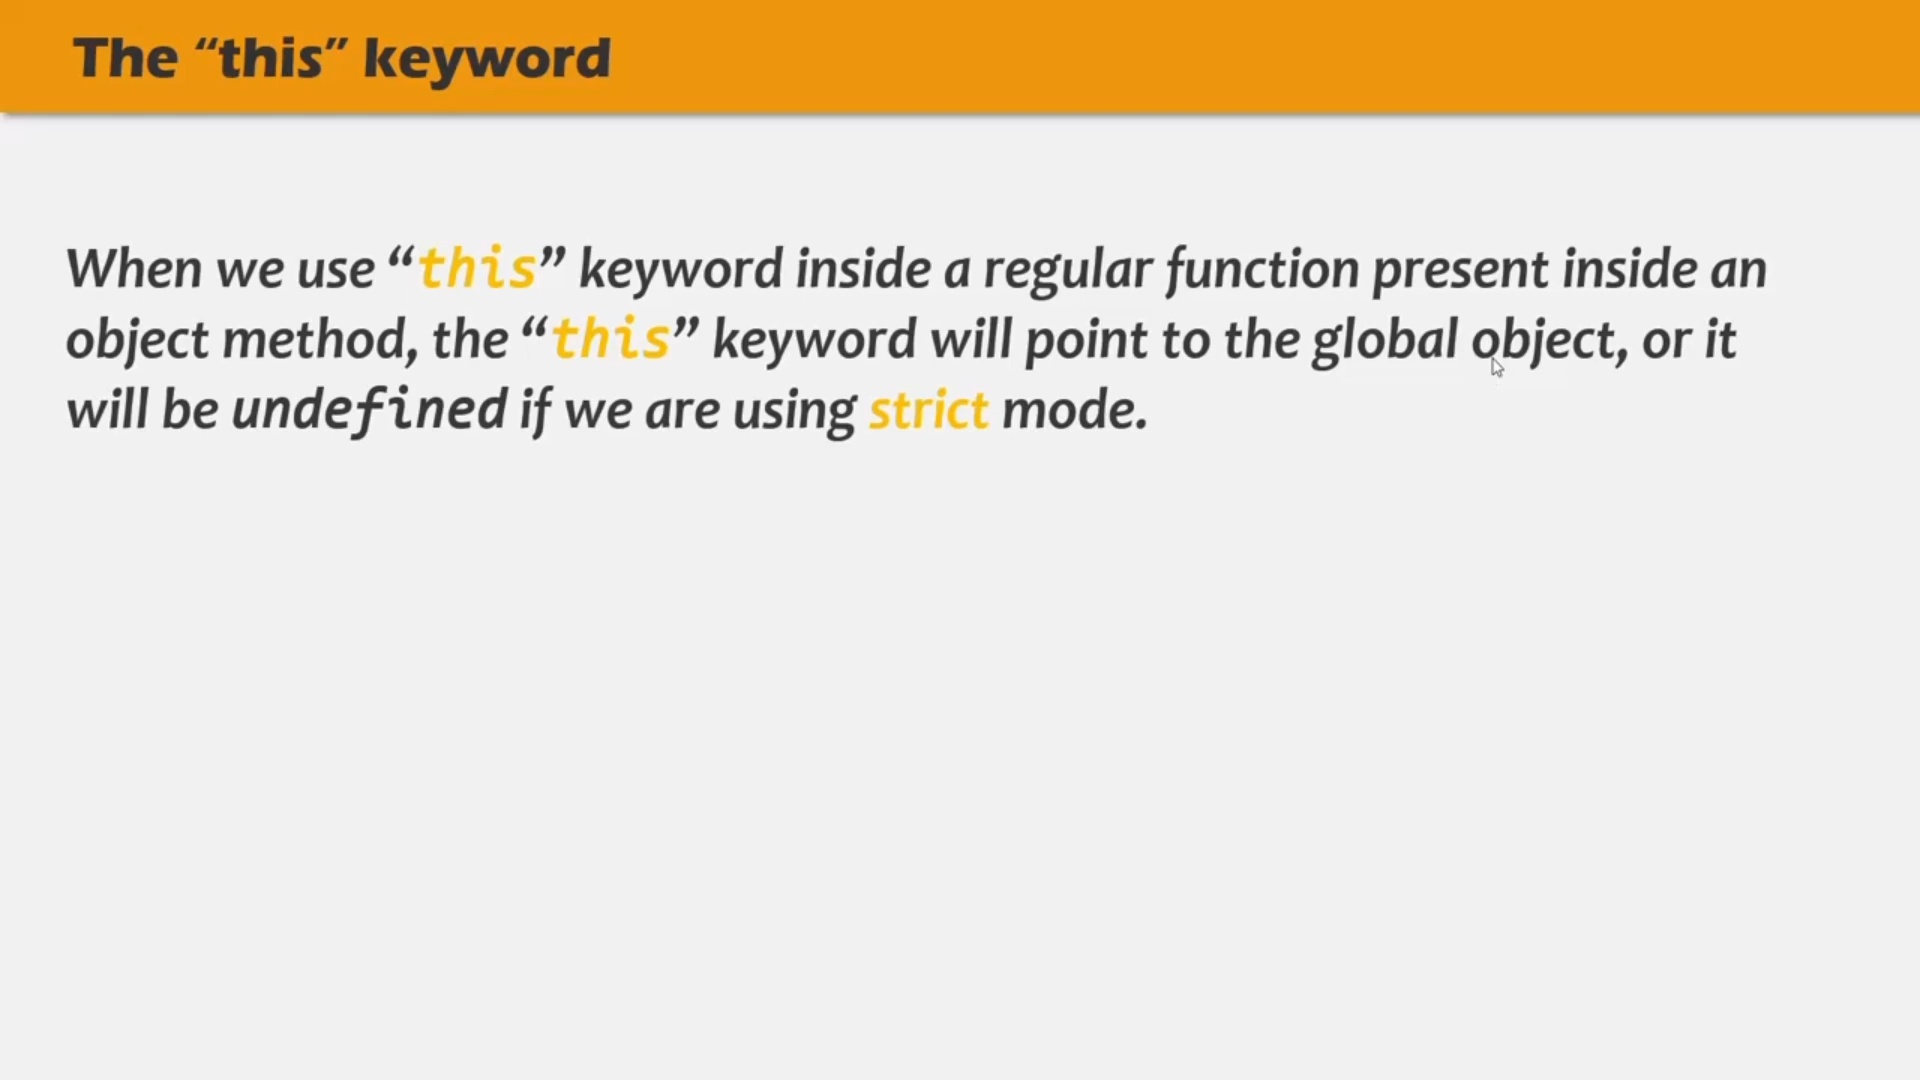 The “this” keyword
When we use “this” keyword inside a regular function present inside an
object method, the “this” keyword will point to the global object, or it
will be undefined if we are using strict mode.